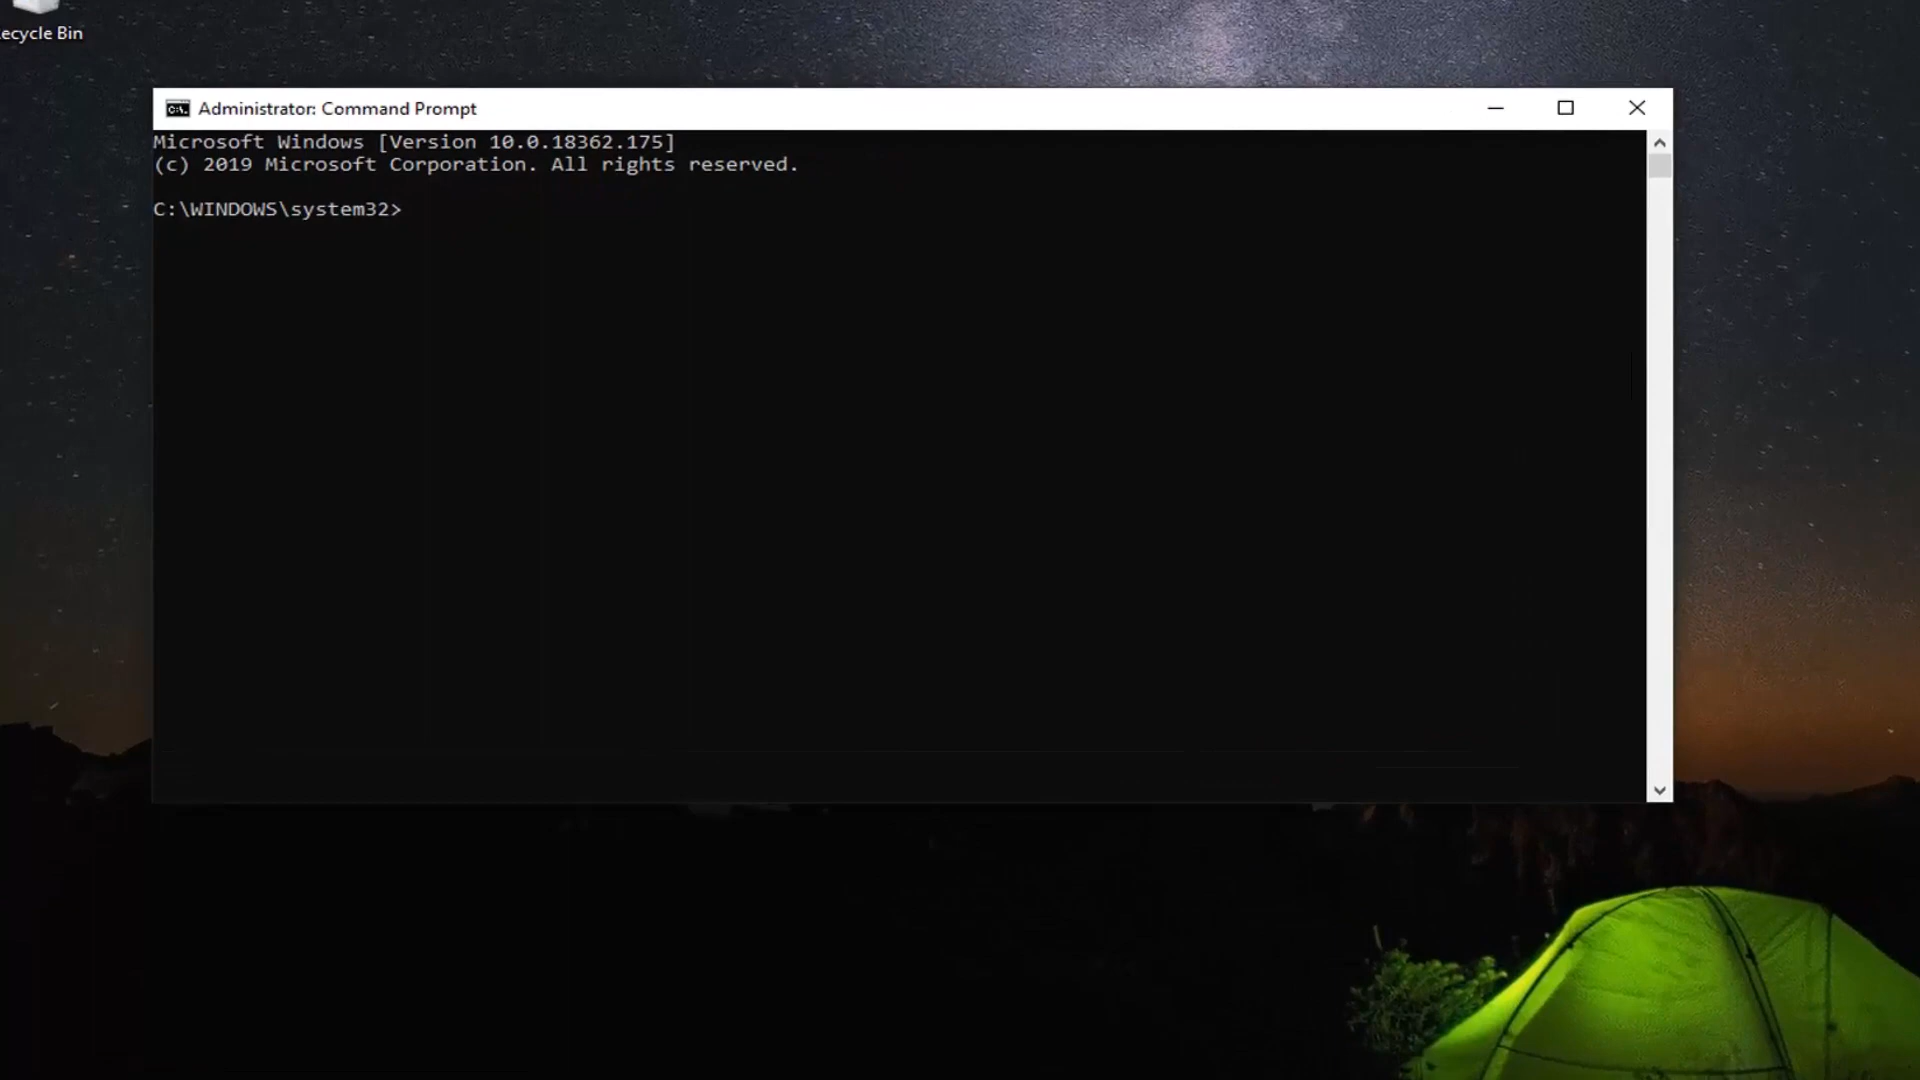 ecycle Bin
Administrator: Command Prompt
Microsoft Windows [Version 10.0.18362.175]
(c) 2019 Microsoft Corporation. All rights reserved.
C:\WINDOWS\system32>